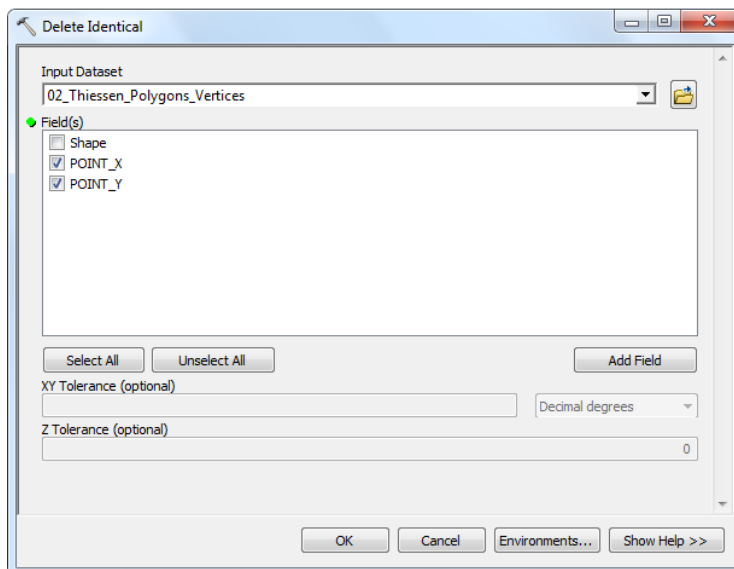 Delete Identical
Input Dataset
02_Thiessen_Polygons_Vertices
Field(s)
Shape
POINT_X
POINT_Y
Select All Unselect All Add Field
XY Tolerance (optional)
Decimal degrees
Z Tolerance (optional)
0
OK Cancel Environments... Show Help >>